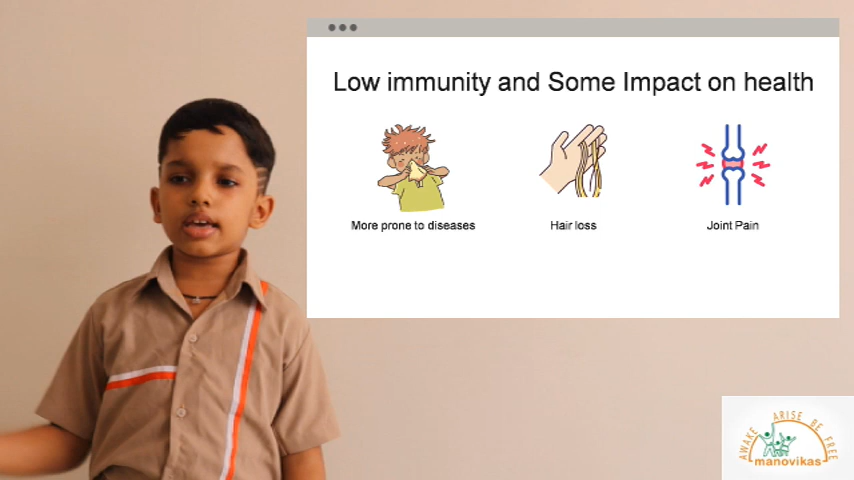 Low immunity and Some Impact on health
More prone to diseases
Hair loss
Joint Pain
AWAKE ARISE BE FREE
manovikas